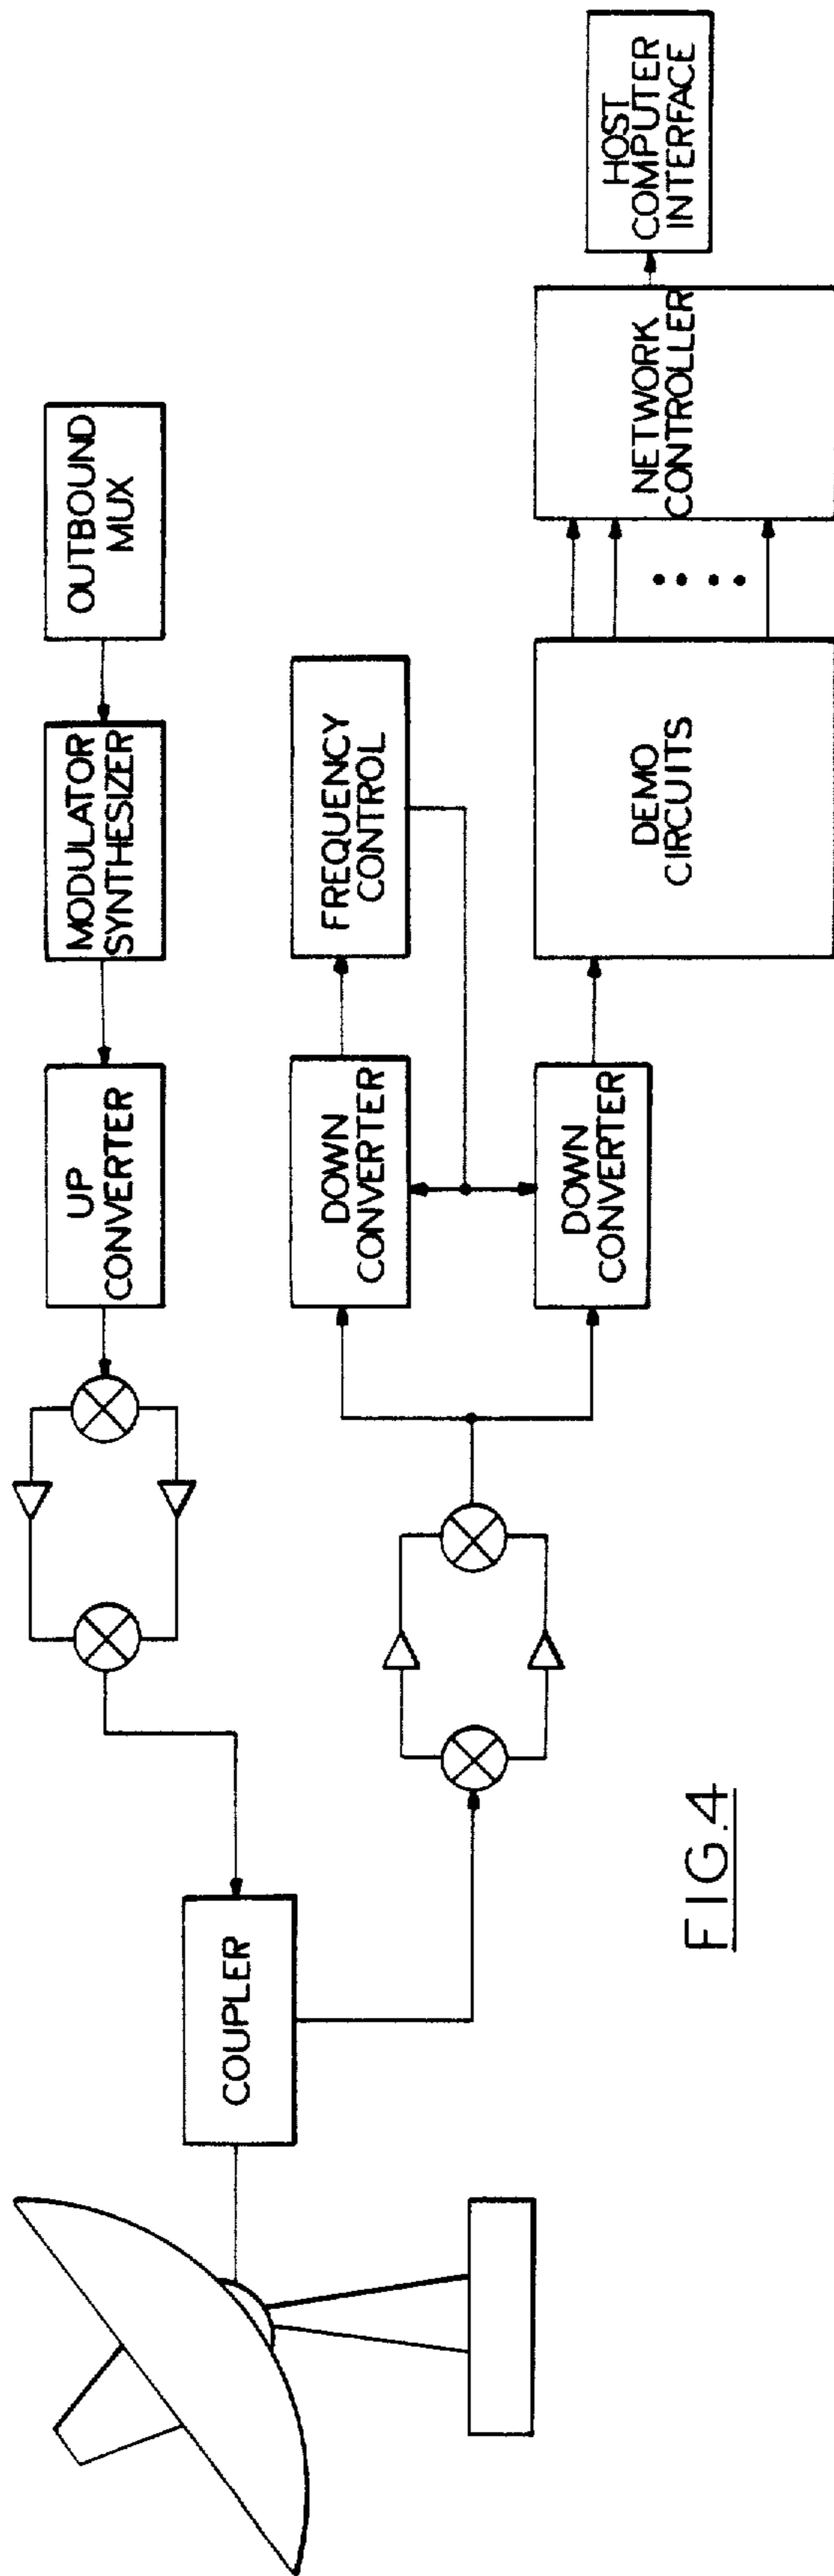 OUTBOUND
MUX
MODULATOR
SYNTHESIZER
UP
CONVERTER
COUPLER
DOWN
CONVERTER
FREQUENCY
CONTROL
DOWN
CONVERTER
DEMO
CIRCUITS
NETWORK
CONTROLLER
HOST
COMPUTER
INTERFACE
FIG.4